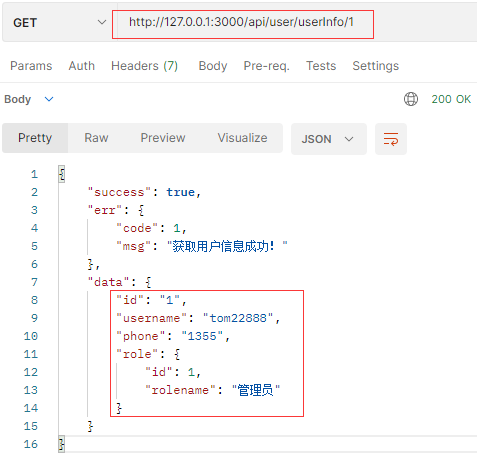 GET http://127.0.0.1:3000/api/user/userInfo/1
Params Auth Headers (7) Body Pre-req. Tests Settings
Body 200 OK
Pretty Raw Preview Visualize JSON
1 {
2 "success": true,
3 "err": {
4 "code": 1,
5 "msg": "获取用户信息成功！"
6 },
7 "data": {
8 "id": "1",
9 "username": "tom22888",
10 "phone": "1355",
11 "role": {
12 "id": 1,
13 "rolename": "管理员"
14 }
15 }
16 }